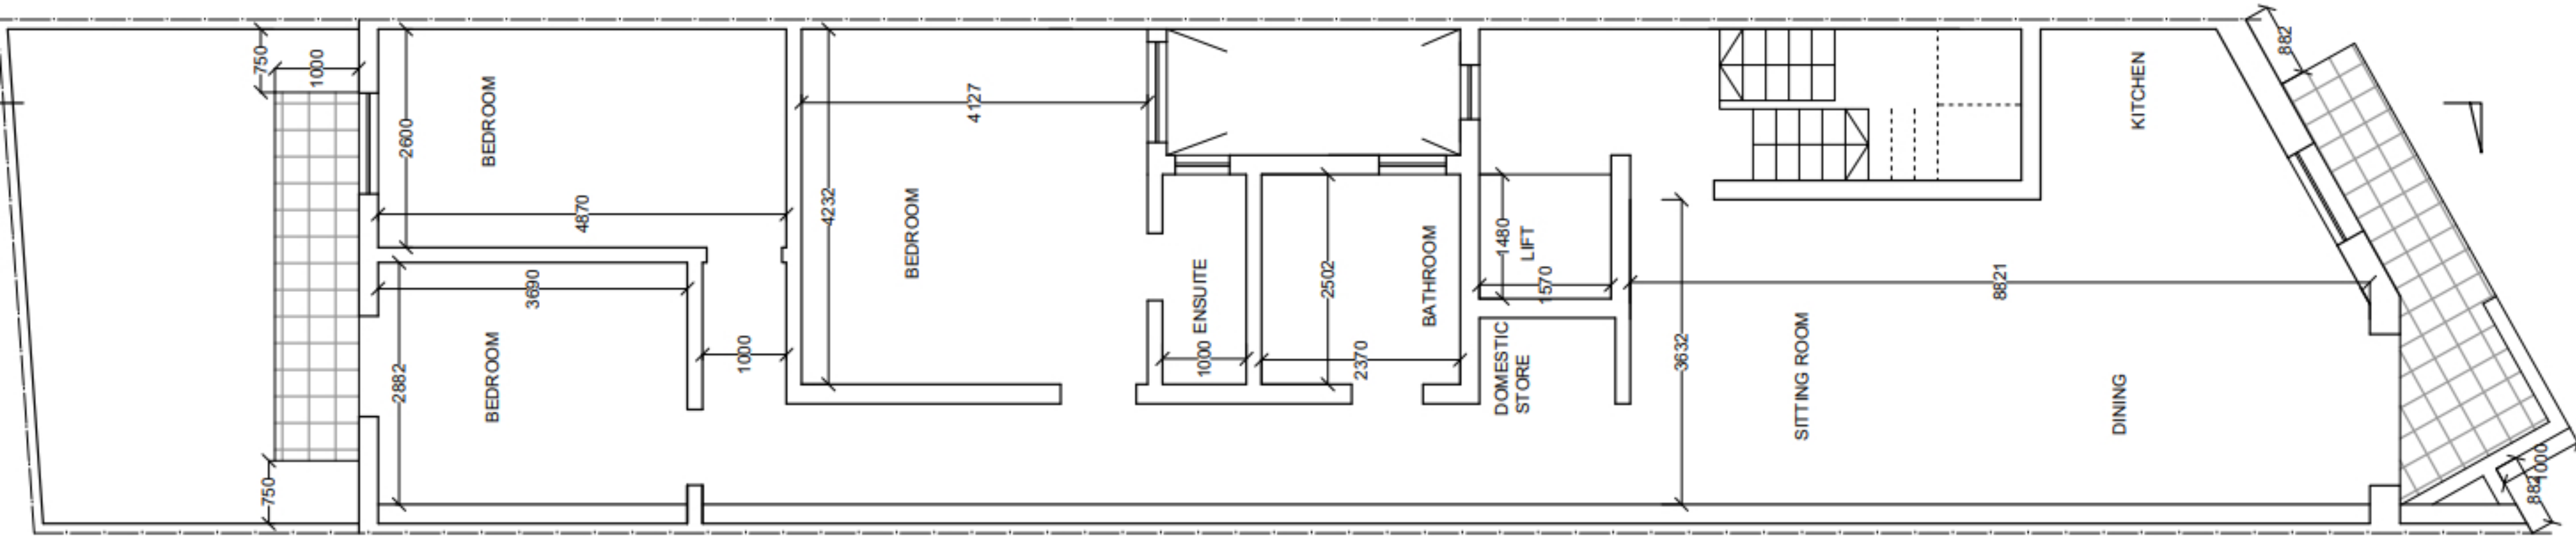 750
1000
2600
BEDROOM
4870
3690
2882
BEDROOM
1000
750
4232
4127
BEDROOM
1000
ENSUITE
2502
2370
BATHROOM
1480
LIFT
1570
DOMESTIC
STORE
3632
8821
SITTING ROOM
DINING
KITCHEN
882
882
1000